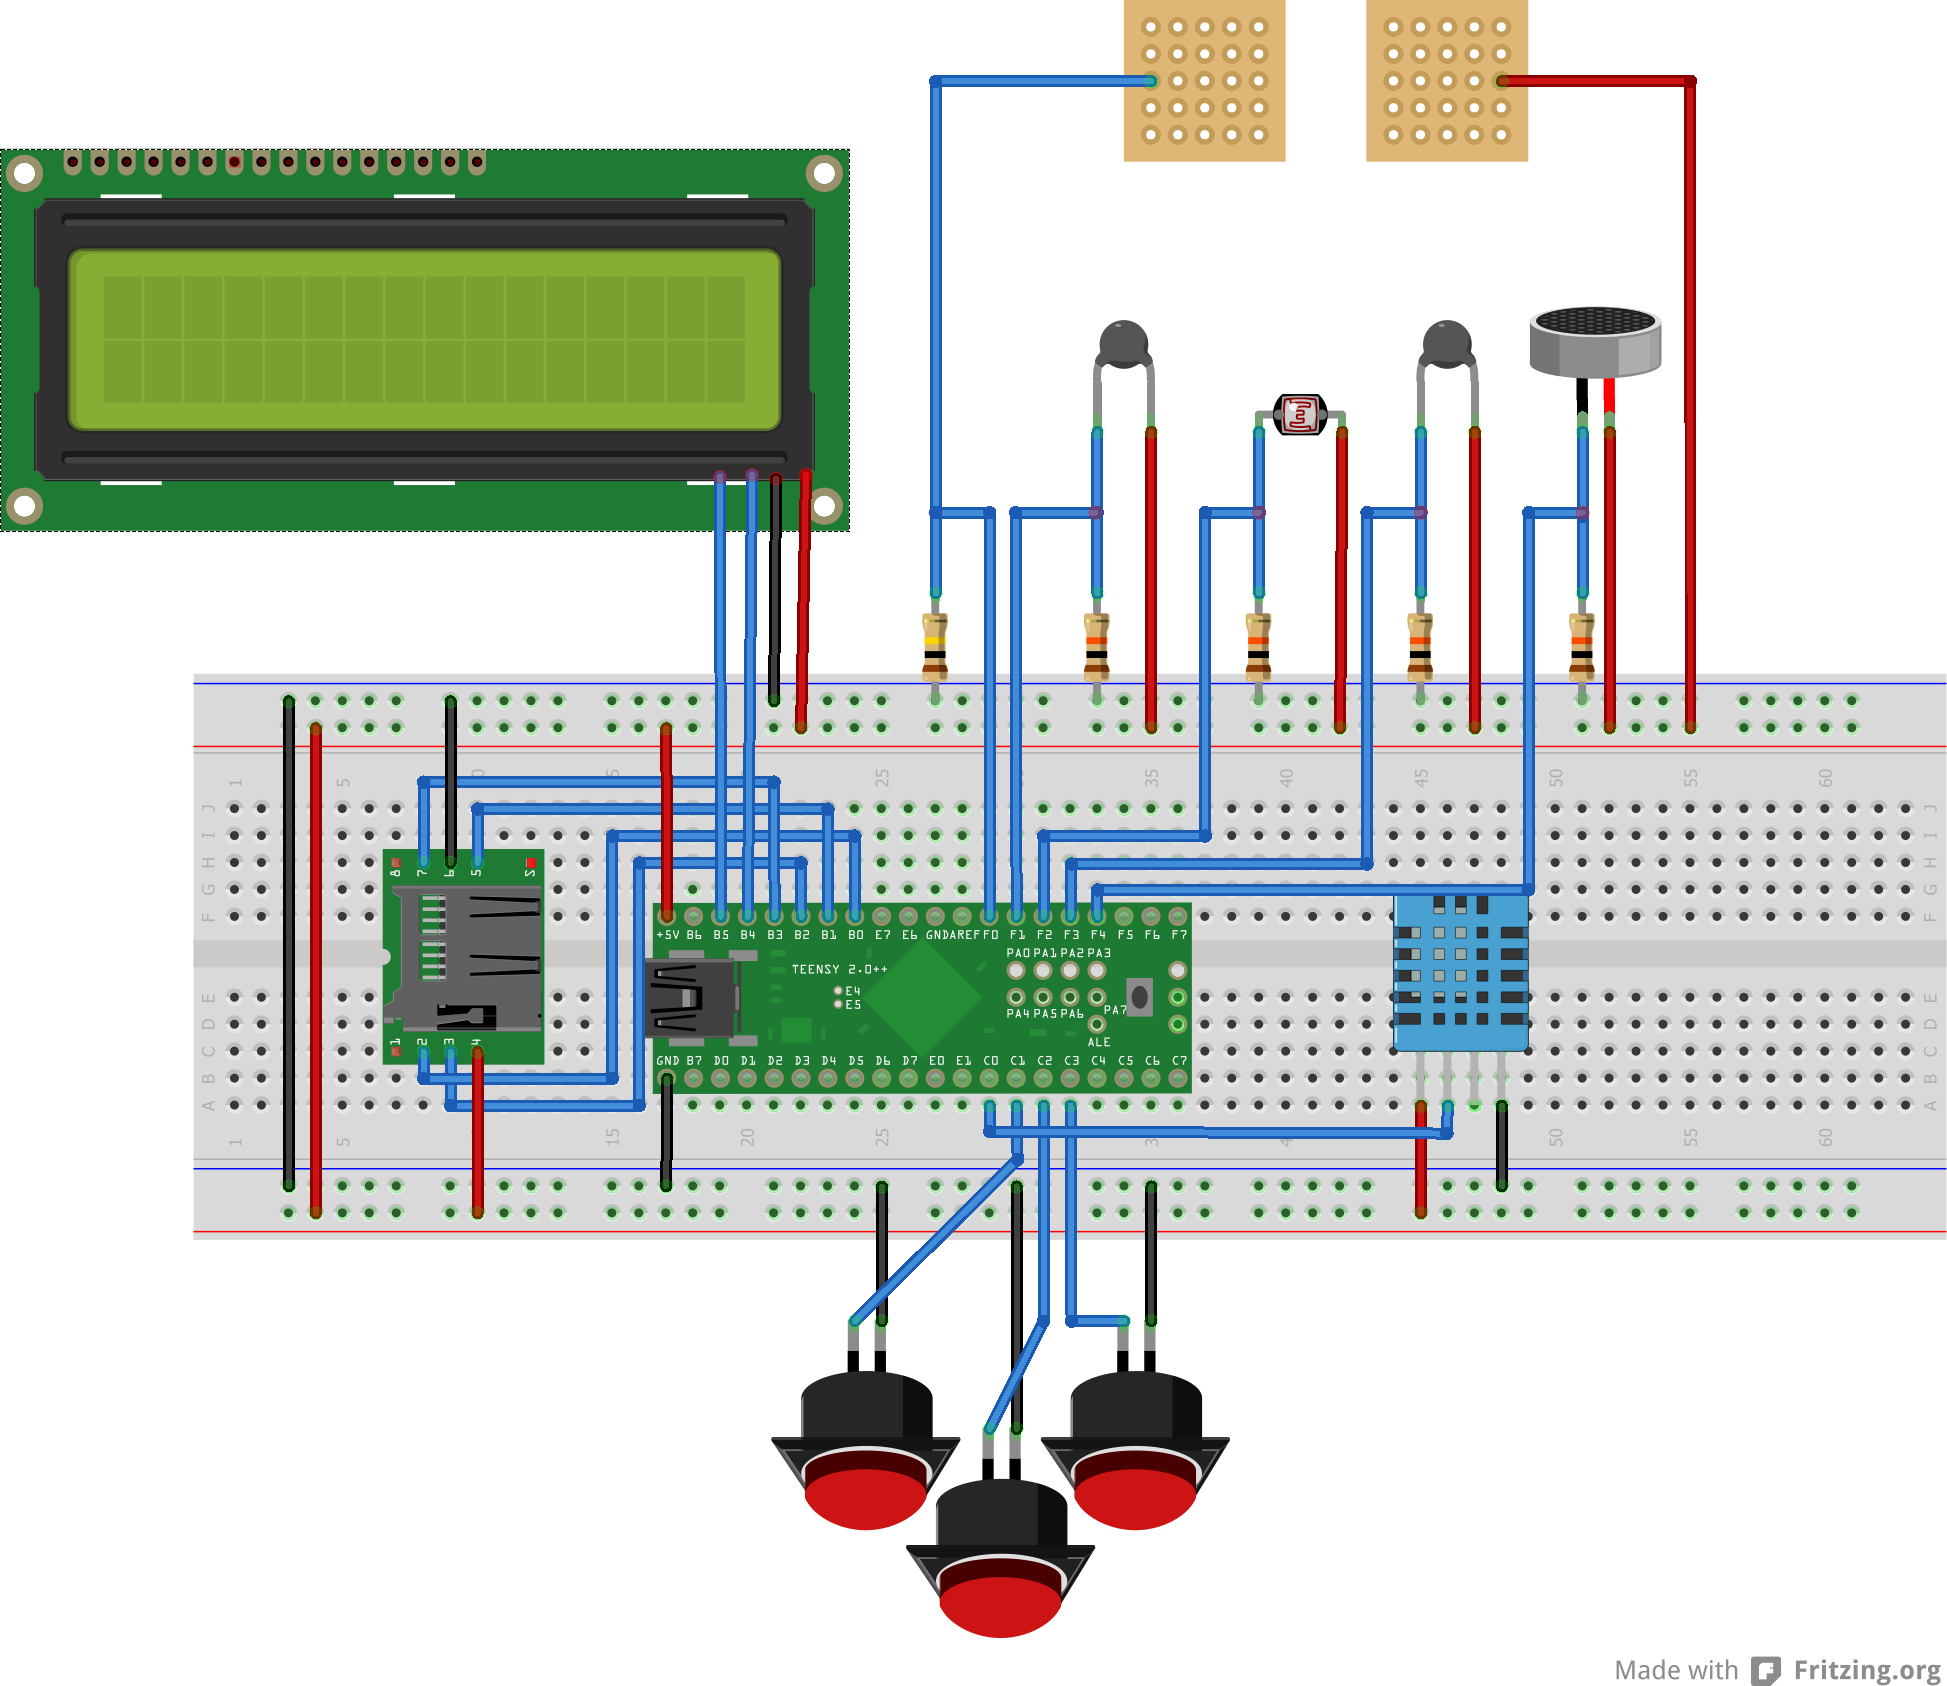 1 5 10 15 25 35 40 45 50 55 60
J J
I I
H H
G G
F F
8 7 6 5
+5V B6 B5 B4 B3 B2 B1 B0 E7 E6 GND AREF F0 F1 F2 F3 F4 F5 F6 F7
PA0 PA1 PA2 PA3
TEENSY 2.0++
E4
E5
PA4 PA5 PA6 PA7
ALE
E E
D D
C C
B B
A A
1 2 3 4
GND B7 D0 D1 D2 D3 D4 D5 D6 D7 E0 E1 C0 C1 C2 C3 C4 C5 C6 C7
1 5 15 20 25 35 50 55 60
Made with Fritzing.org